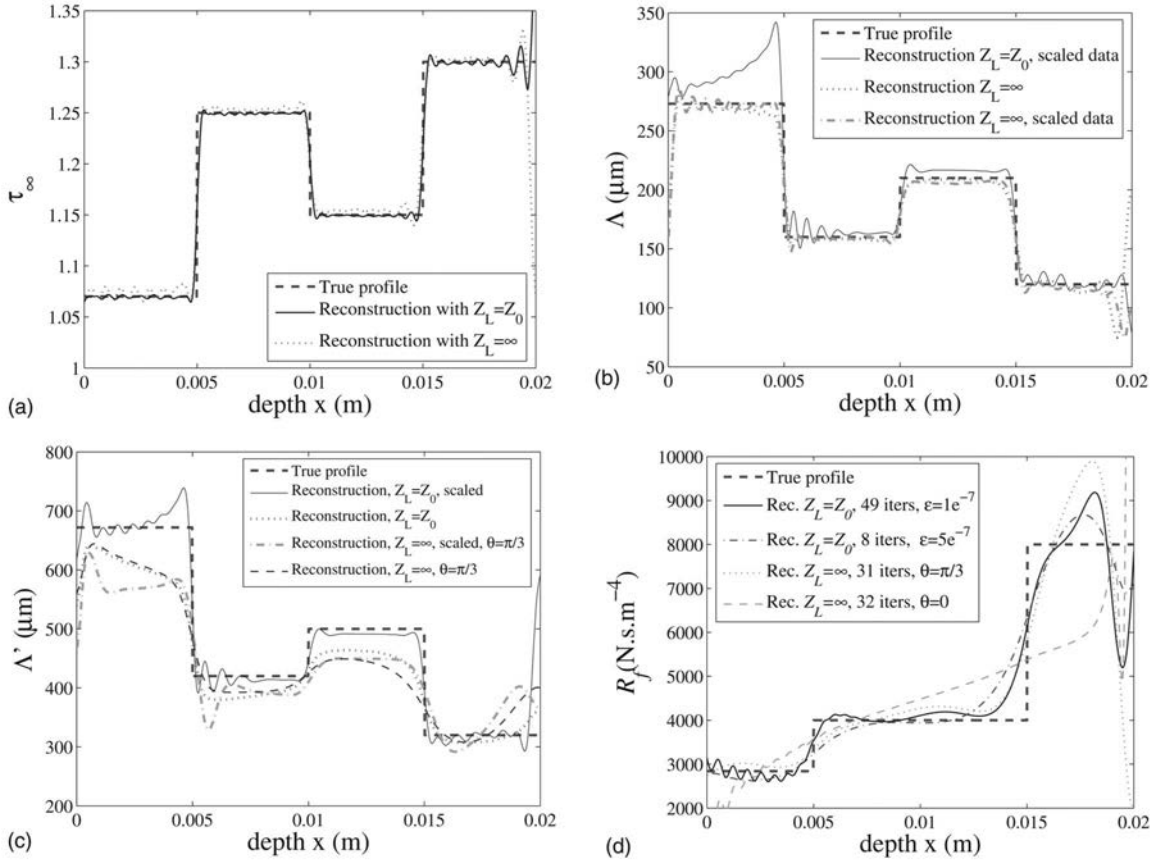 1.35
1.3
1.25
1.2
1.15
1.1
1.05
1
τ∞
True profile
Reconstruction with Z_L=Z_0
Reconstruction with Z_L=∞
0
0.005
0.01
0.015
0.02
depth x (m)
(a)
350
300
250
200
150
100
50
Λ (μm)
True profile
Reconstruction Z_L=Z_0, scaled data
Reconstruction Z_L=∞
Reconstruction Z_L=∞, scaled data
0
0.005
0.01
0.015
0.02
depth x (m)
(b)
800
700
600
500
400
300
200
Λ' (μm)
True profile
Reconstruction, Z_L=Z_0, scaled
Reconstruction, Z_L=Z_0
Reconstruction, Z_L=∞, scaled, θ=π/3
Reconstruction, Z_L=∞, θ=π/3
0
0.005
0.01
0.015
0.02
depth x (m)
(c)
10000
9000
8000
7000
6000
5000
4000
3000
2000
R_f(N.s.m⁻⁴)
True profile
Rec. Z_L=Z_0, 49 iters, ε=1e⁻⁷
Rec. Z_L=Z_0, 8 iters, ε=5e⁻⁷
Rec. Z_L=∞, 31 iters, θ=π/3
Rec. Z_L=∞, 32 iters, θ=0
0
0.005
0.01
0.015
0.02
depth x (m)
(d)